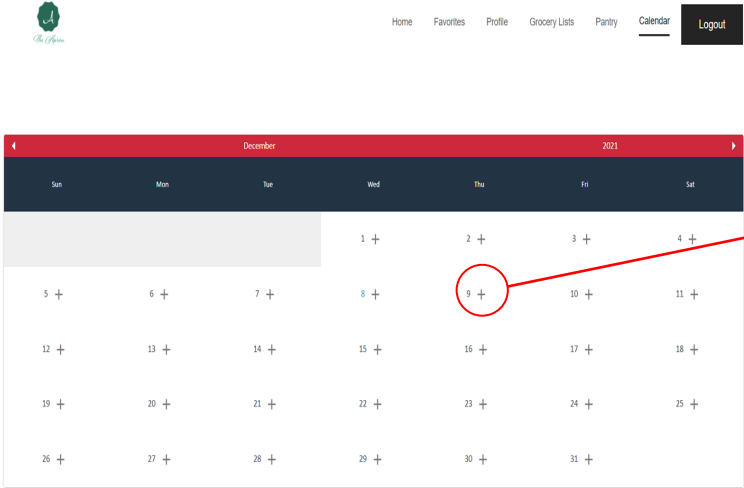 A
Home Favorites Profile Grocery Lists Pantry Calendar Logout
December 2021
Sun Mon Tue Wed Thu Fri Sat
1 + 2 + 3 + 4 +
5 + 6 + 7 + 8 + 9 + 10 + 11 +
12 + 13 + 14 + 15 + 16 + 17 + 18 +
19 + 20 + 21 + 22 + 23 + 24 + 25 +
26 + 27 + 28 + 29 + 30 + 31 +